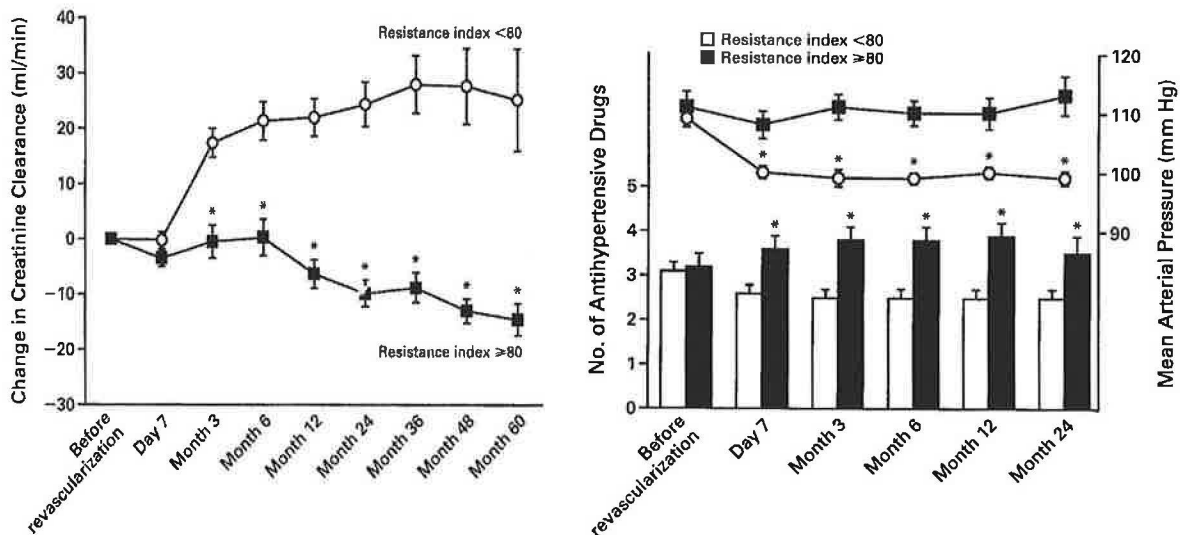 Change in Creatinine Clearance (ml/min)
40
30
20
10
0
−10
−20
−30
Resistance index <80
Resistance index ⩾80
Before revascularization
Day 7
Month 3
Month 6
Month 12
Month 24
Month 36
Month 48
Month 60
* * * * * * *
Resistance index <80
Resistance index ⩾80
No. of Antihypertensive Drugs
5
4
3
2
1
0
120
110
100
90
Mean Arterial Pressure (mm Hg)
* * * * *
* * * * *
Before revascularization
Day 7
Month 3
Month 6
Month 12
Month 24